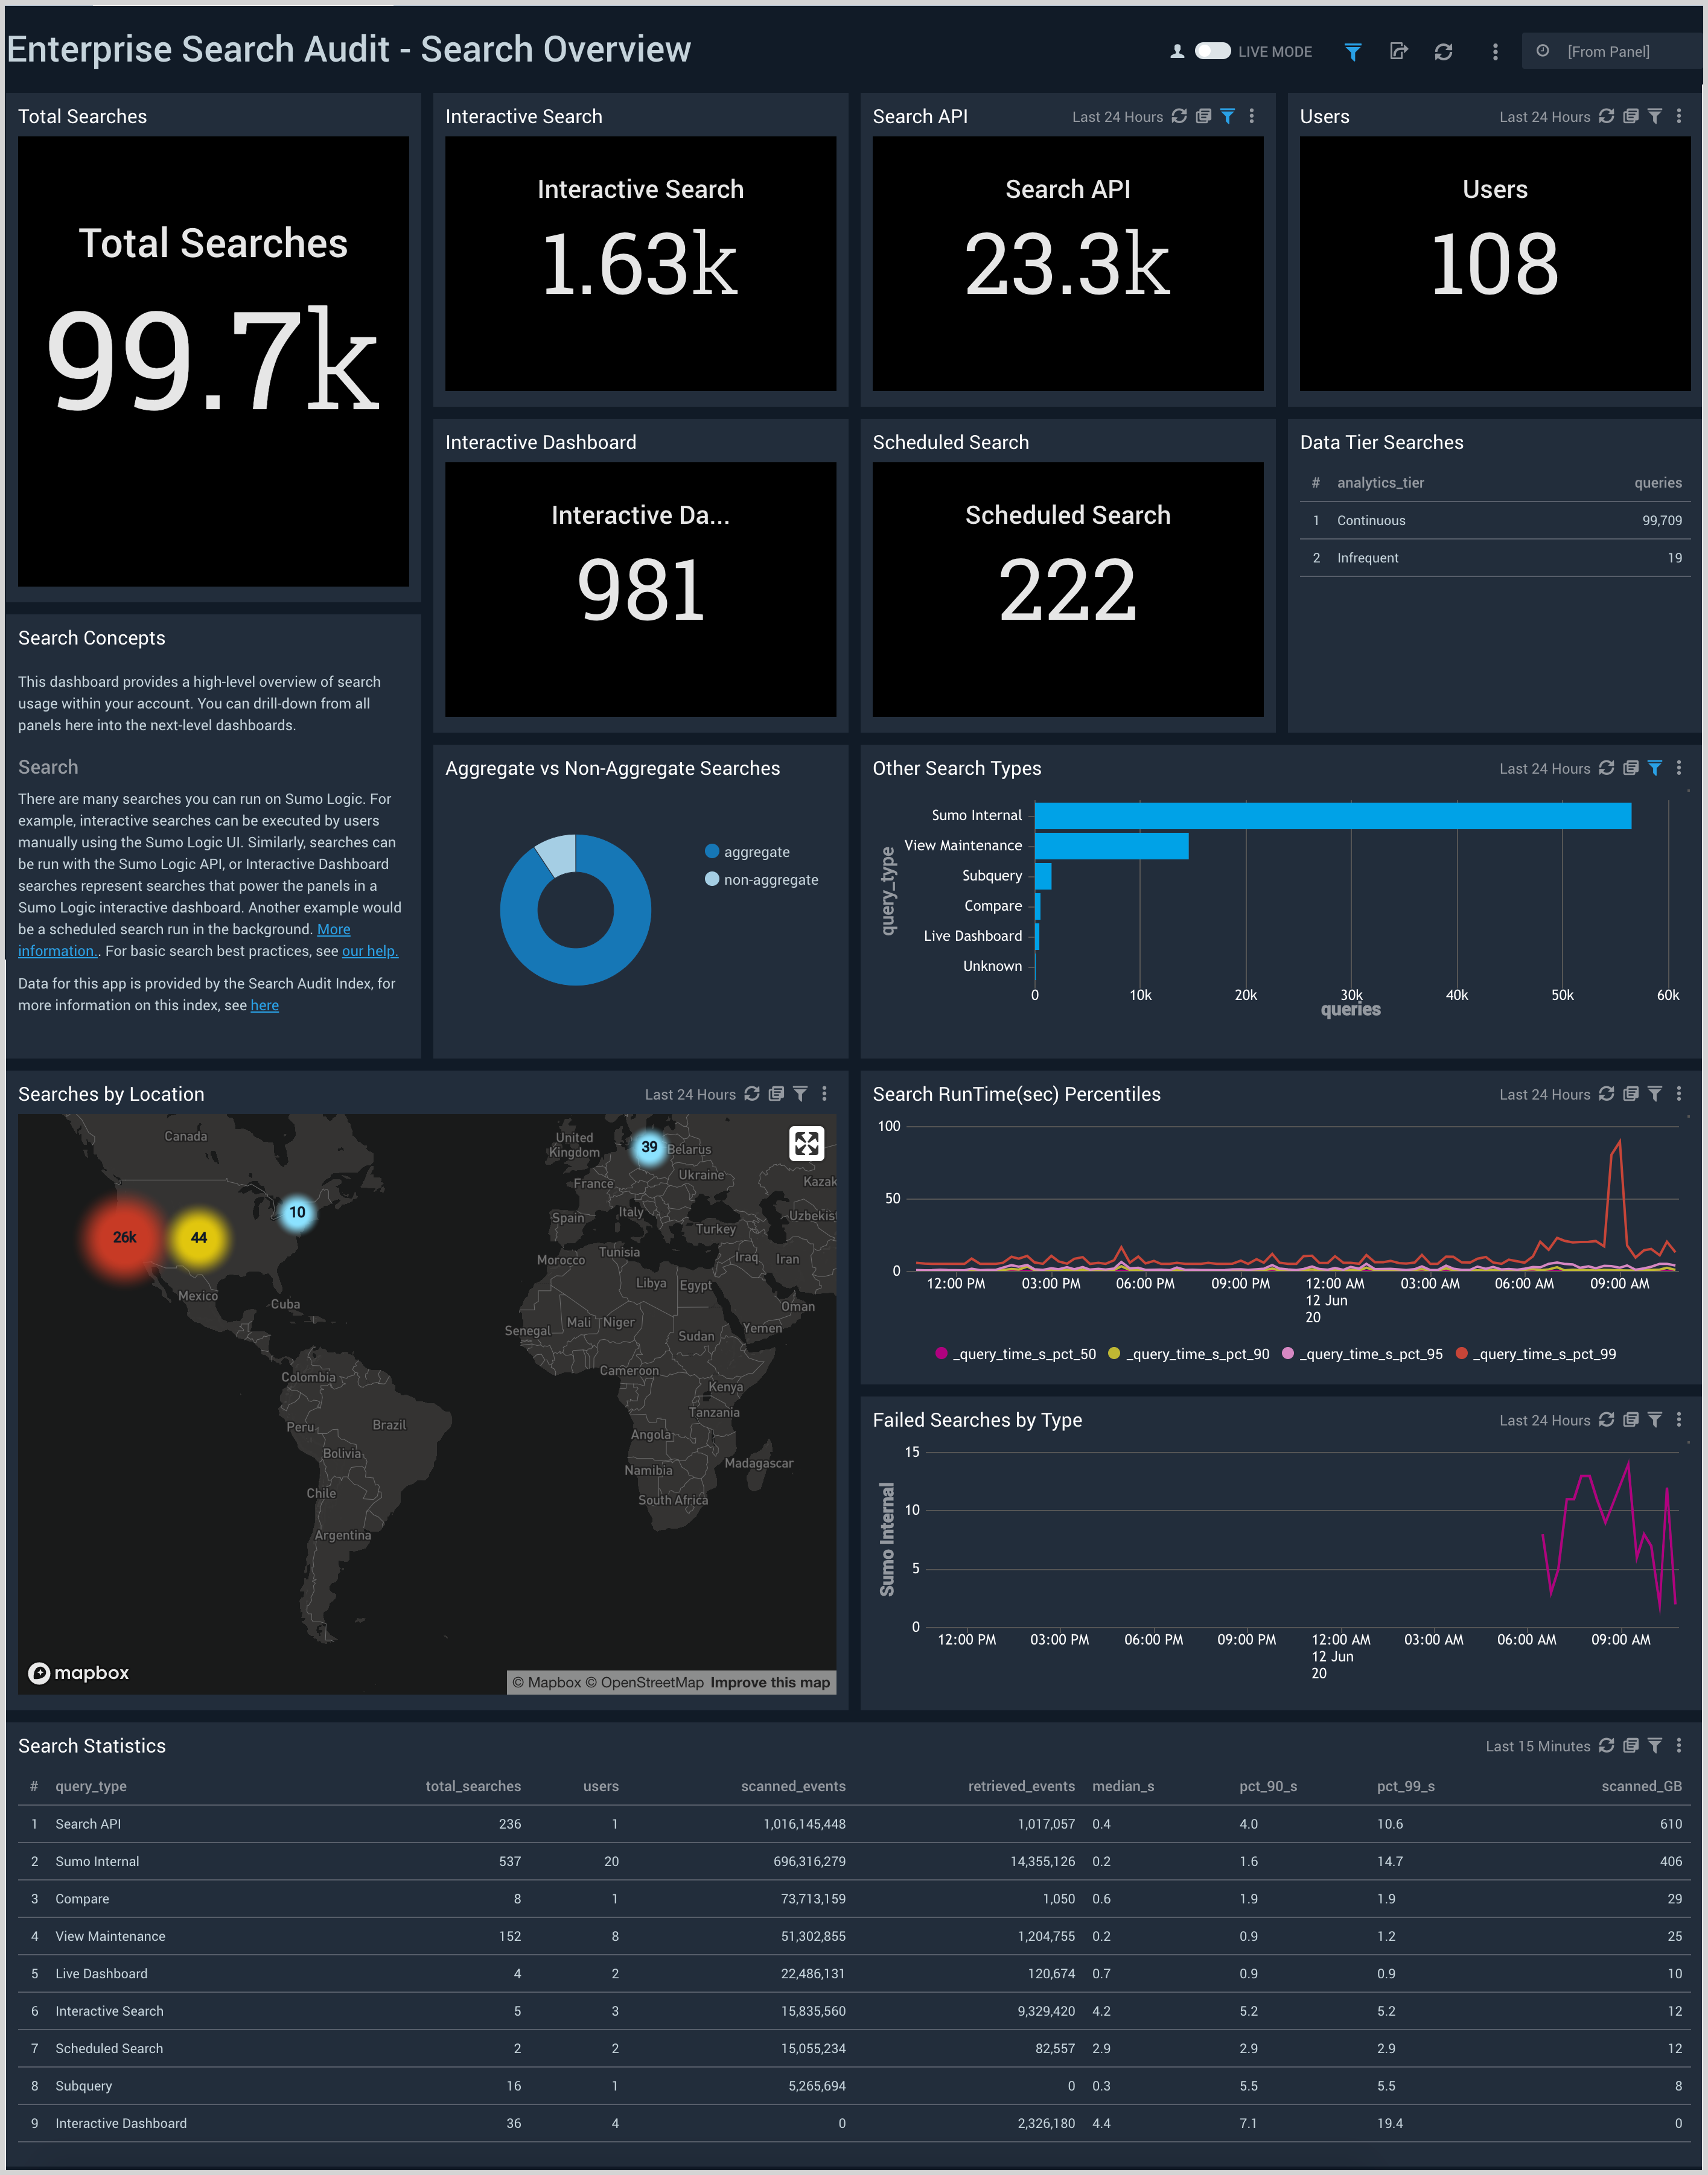 Enterprise Search Audit - Search Overview
LIVE MODE
[From Panel]
Total Searches
Total Searches
99.7k
Interactive Search
Interactive Search
1.63k
Search API
Last 24 Hours
Search API
23.3k
Users
Last 24 Hours
Users
108
Interactive Dashboard
Interactive Da...
981
Scheduled Search
Scheduled Search
222
Data Tier Searches
# analytics_tier queries
1 Continuous 99,709
2 Infrequent 19
Search Concepts
This dashboard provides a high-level overview of search
usage within your account. You can drill-down from all
panels here into the next-level dashboards.
Search
There are many searches you can run on Sumo Logic. For
example, interactive searches can be executed by users
manually using the Sumo Logic UI. Similarly, searches can
be run with the Sumo Logic API, or Interactive Dashboard
searches represent searches that power the panels in a
Sumo Logic interactive dashboard. Another example would
be a scheduled search run in the background. More
information.. For basic search best practices, see our help.
Data for this app is provided by the Search Audit Index, for
more information on this index, see here
Aggregate vs Non-Aggregate Searches
aggregate
non-aggregate
Other Search Types
Last 24 Hours
query_type
Sumo Internal
View Maintenance
Subquery
Compare
Live Dashboard
Unknown
0 10k 20k 30k 40k 50k 60k
queries
Searches by Location
Last 24 Hours
Canada
United
Kingdom
39
Belarus
Ukraine
France
Kazak
10
Italy
Spain
Uzbekis
26k
44
Turkey
Tunisia
Iraq
Iran
Morocco
Libya
Egypt
Mexico
Cuba
Oman
Mali
Niger
Senegal
Yemen
Sudan
Cameroon
Colombia
Kenya
Tanzania
Brazil
Peru
Angola
Bolivia
Madagascar
Namibia
Chile
South Africa
Argentina
mapbox
© Mapbox © OpenStreetMap Improve this map
Search RunTime(sec) Percentiles
Last 24 Hours
100
50
0
12:00 PM 03:00 PM 06:00 PM 09:00 PM 12:00 AM 03:00 AM 06:00 AM 09:00 AM
12 Jun
20
_query_time_s_pct_50 _query_time_s_pct_90 _query_time_s_pct_95 _query_time_s_pct_99
Failed Searches by Type
Last 24 Hours
Sumo Internal
15
10
5
0
12:00 PM 03:00 PM 06:00 PM 09:00 PM 12:00 AM 03:00 AM 06:00 AM 09:00 AM
12 Jun
20
Search Statistics
Last 15 Minutes
# query_type total_searches users scanned_events retrieved_events median_s pct_90_s pct_99_s scanned_GB
1 Search API 236 1 1,016,145,448 1,017,057 0.4 4.0 10.6 610
2 Sumo Internal 537 20 696,316,279 14,355,126 0.2 1.6 14.7 406
3 Compare 8 1 73,713,159 1,050 0.6 1.9 1.9 29
4 View Maintenance 152 8 51,302,855 1,204,755 0.2 0.9 1.2 25
5 Live Dashboard 4 2 22,486,131 120,674 0.7 0.9 0.9 10
6 Interactive Search 5 3 15,835,560 9,329,420 4.2 5.2 5.2 12
7 Scheduled Search 2 2 15,055,234 82,557 2.9 2.9 2.9 12
8 Subquery 16 1 5,265,694 0 0.3 5.5 5.5 8
9 Interactive Dashboard 36 4 0 2,326,180 4.4 7.1 19.4 0